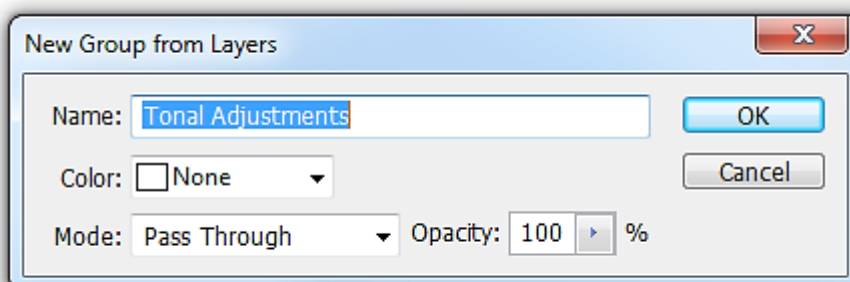 New Group from Layers
Name: Tonal Adjustments OK
Color: None Cancel
Mode: Pass Through Opacity: 100 %